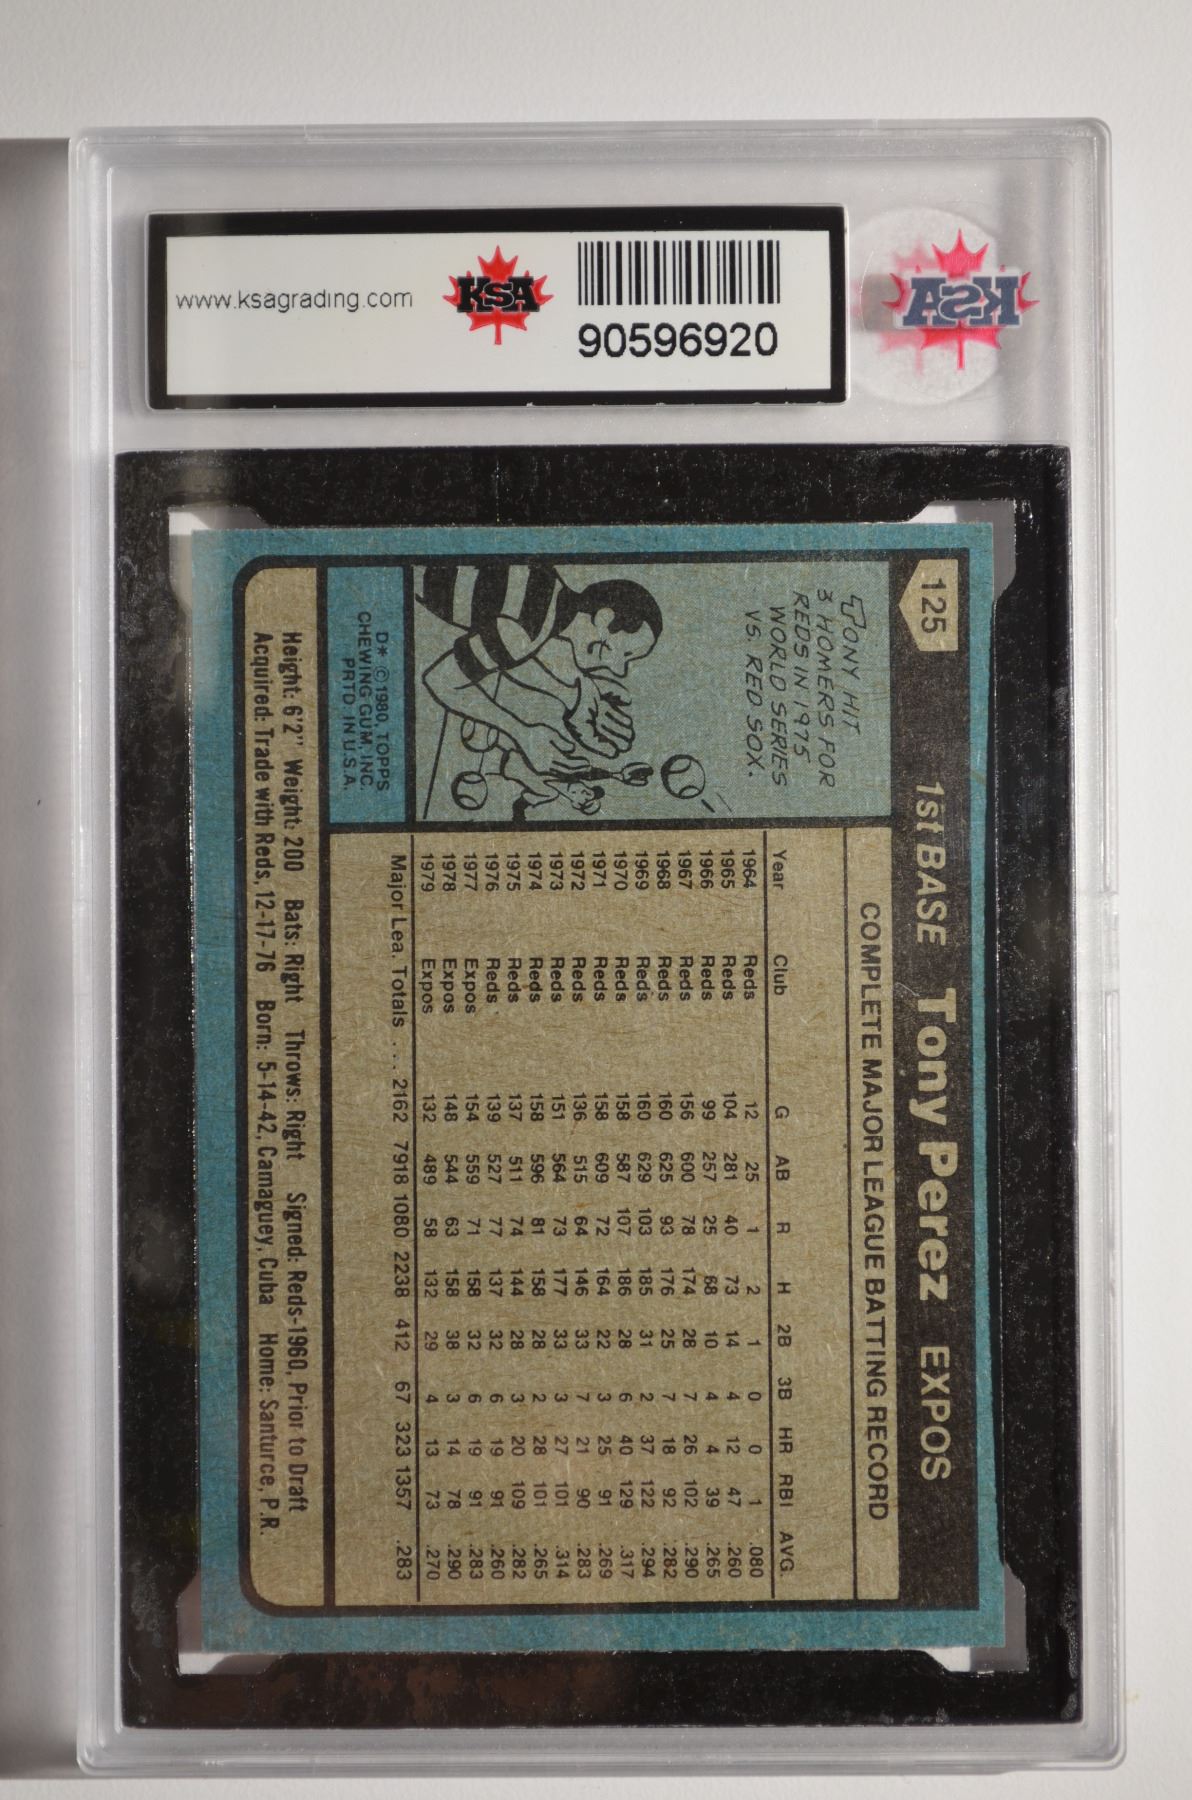 www.ksagrading.com
KSA
90596920
KSA
125
1st BASE Tony Perez EXPOS
TONY HIT
3 HOMERS FOR
REDS IN 1975
WORLD SERIES
VS. RED SOX.
D* © 1980, TOPPS
CHEWING GUM, INC.
PRTD. IN U.S.A.
COMPLETE MAJOR LEAGUE BATTING RECORD
Year Club G AB R H 2B 3B HR RBI AVG.
1964 Reds 12 25 1 2 1 0 0 1 .080
1965 Reds 104 281 40 73 14 4 12 47 .260
1966 Reds 99 257 25 68 10 4 4 39 .265
1967 Reds 156 600 78 174 28 7 26 102 .290
1968 Reds 160 625 93 176 25 7 18 92 .282
1969 Reds 160 629 103 185 31 2 37 122 .294
1970 Reds 158 587 107 186 28 6 40 129 .317
1971 Reds 158 609 72 164 22 3 25 91 .269
1972 Reds 136 515 64 146 33 7 21 90 .283
1973 Reds 151 564 73 177 33 3 27 101 .314
1974 Reds 158 596 81 158 28 2 28 101 .265
1975 Reds 137 511 74 144 28 3 20 109 .282
1976 Reds 139 527 77 137 32 6 19 91 .260
1977 Expos 154 559 71 158 32 6 19 91 .283
1978 Expos 148 544 63 158 38 3 14 78 .290
1979 Expos 132 489 58 132 29 4 13 73 .270
Major Lea. Totals . . . 2162 7918 1080 2238 412 67 323 1357 .283
Height: 6'2" Weight: 200 Bats: Right Throws: Right Signed: Reds-1960, Prior to Draft
Acquired: Trade with Reds, 12-17-76 Born: 5-14-42, Camaguey, Cuba Home: Santurce, P.R.